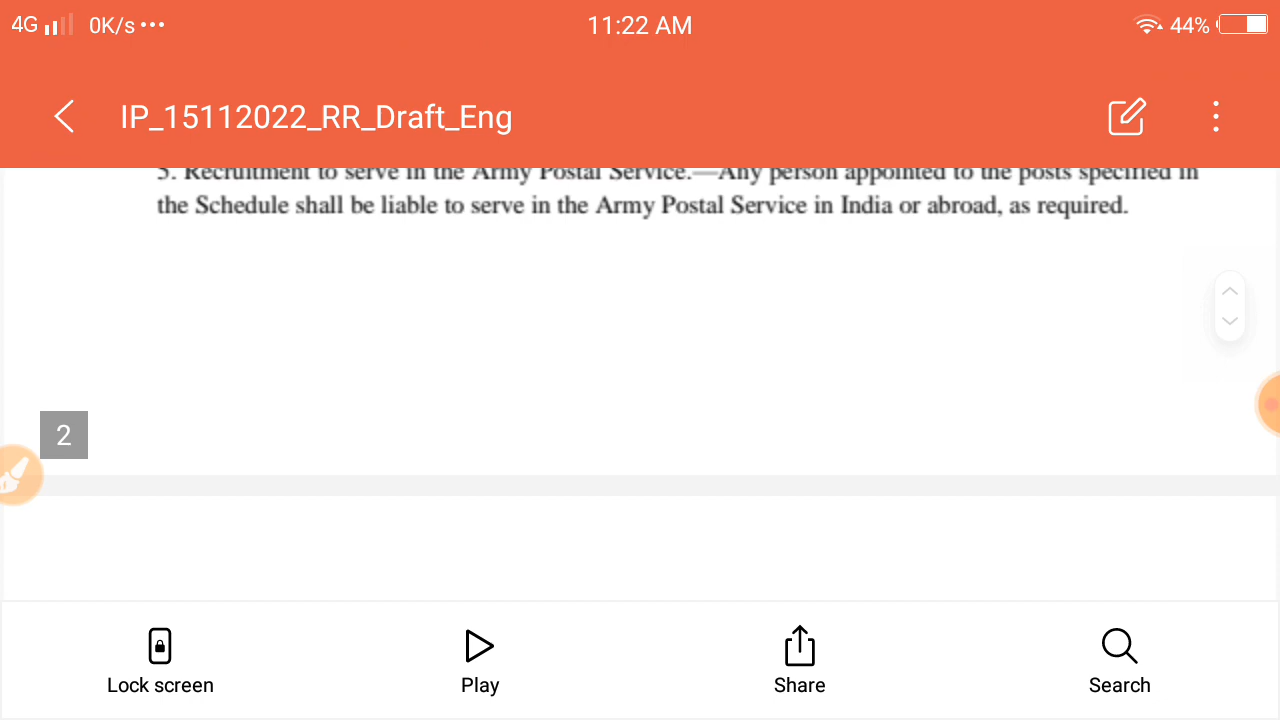 4G 0K/s ••• 11:22 AM 44%
IP_15112022_RR_Draft_Eng
5. Recruitment to serve in the Army Postal Service.—Any person appointed to the posts specified in
the Schedule shall be liable to serve in the Army Postal Service in India or abroad, as required.
2
Lock screen Play Share Search